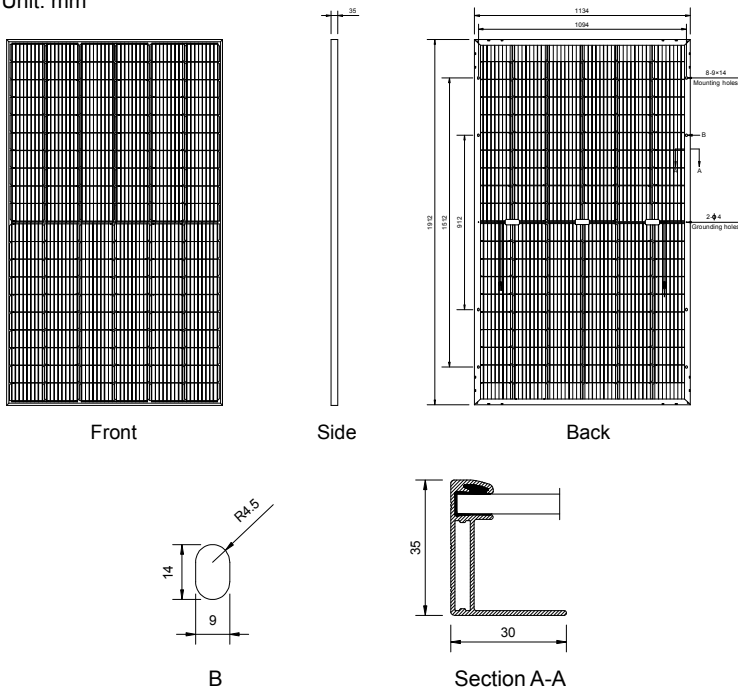 Unit: mm
35
1134
1094
8-9×14
Mounting holes
B
A
1912
1512
912
2-ϕ4
Grounding holes
Front
Side
Back
R4.5
14
9
B
35
30
Section A-A